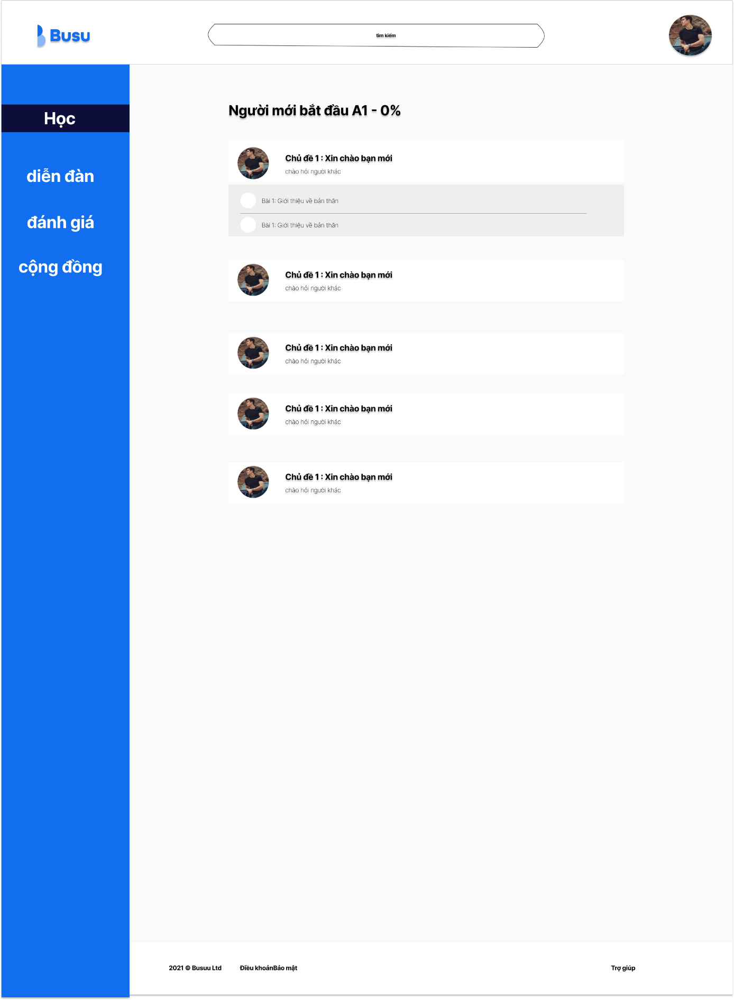 Busu
tìm kiếm
Học
diễn đàn
đánh giá
cộng đồng
Người mới bắt đầu A1 - 0%
Chủ đề 1 : Xin chào bạn mới
chào hỏi người khác
Bài 1: Giới thiệu về bản thân
Bài 1: Giới thiệu về bản thân
Chủ đề 1 : Xin chào bạn mới
chào hỏi người khác
Chủ đề 1 : Xin chào bạn mới
chào hỏi người khác
Chủ đề 1 : Xin chào bạn mới
chào hỏi người khác
Chủ đề 1 : Xin chào bạn mới
chào hỏi người khác
2021 © Busuu Ltd
Điều khoảnBảo mật
Trợ giúp